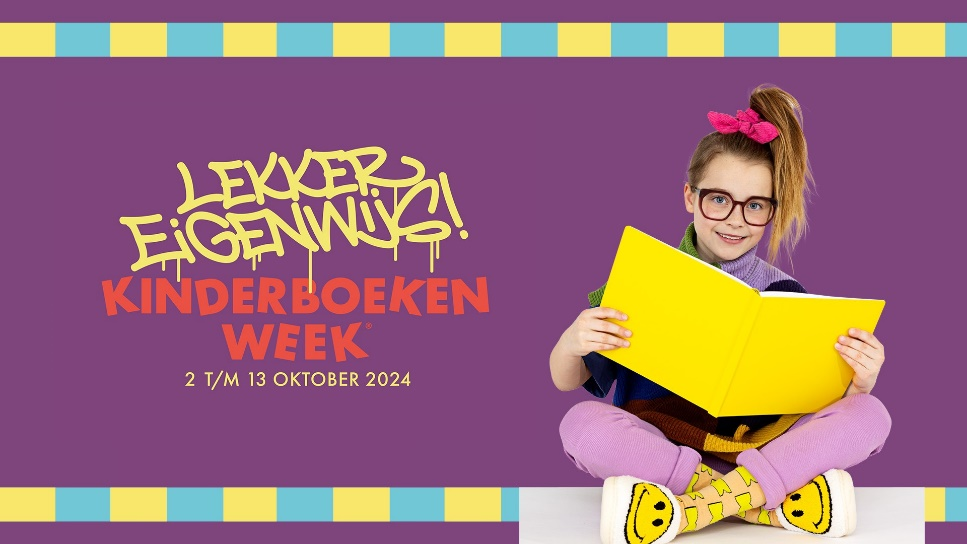 LEKKER
EiGENWijS!
KINDERBOEKEN
WEEK®
2 T/M 13 OKTOBER 2024